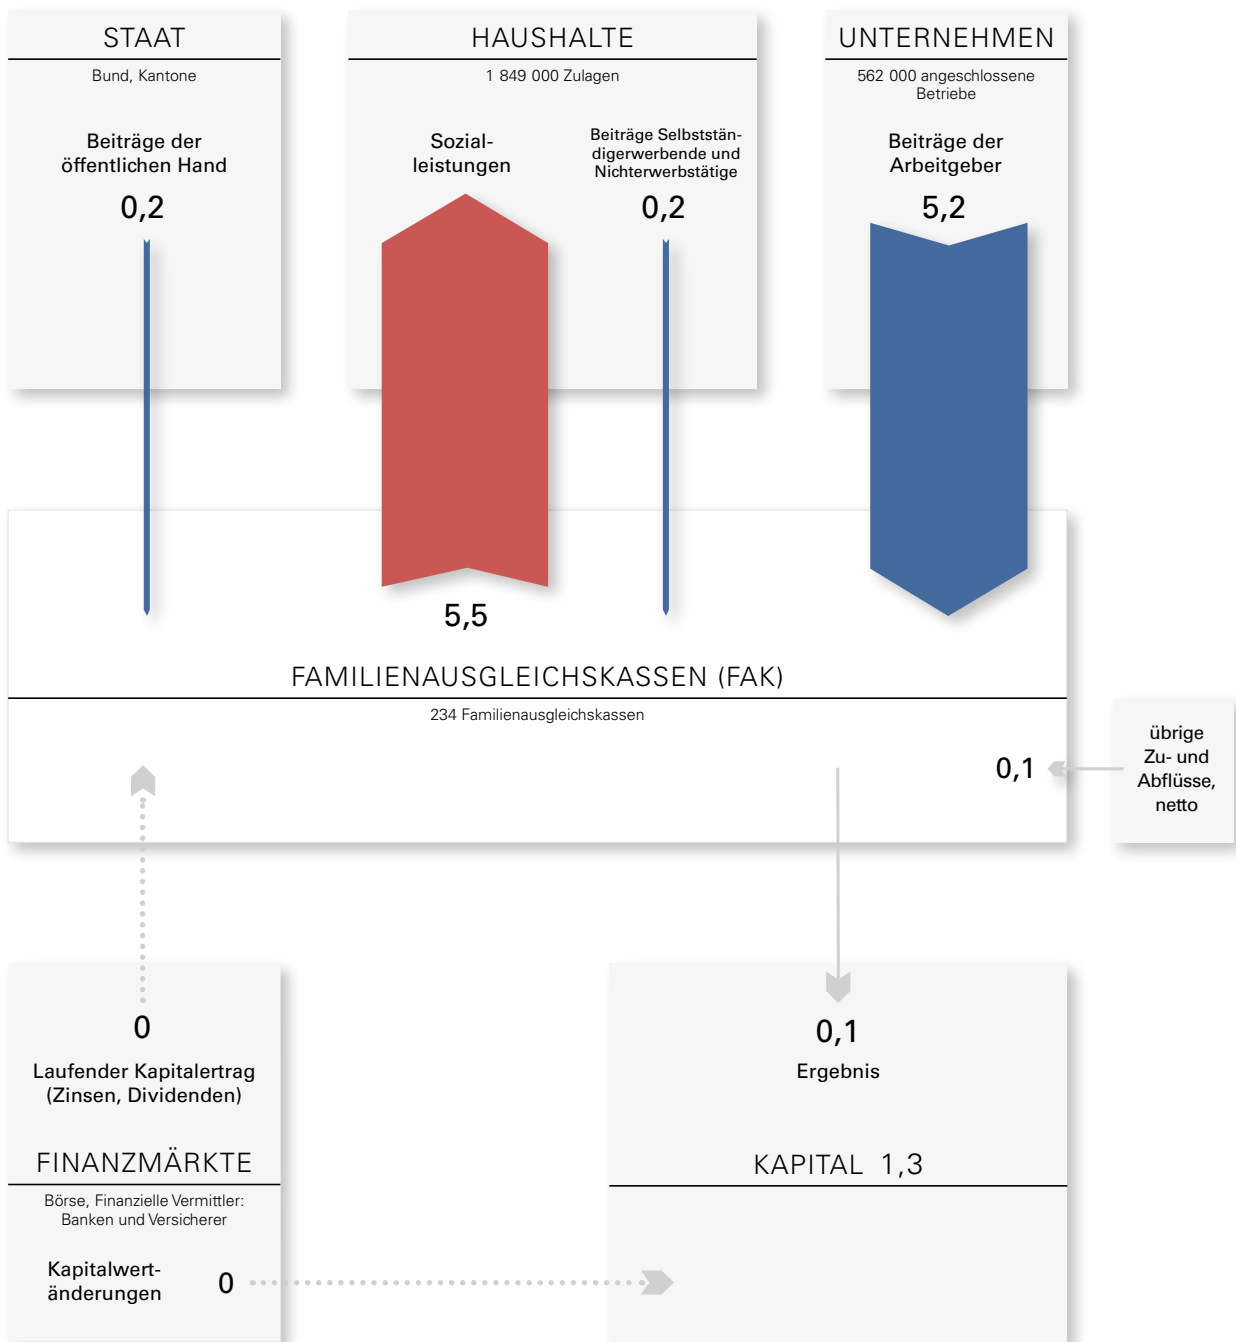 STAAT
Bund, Kantone
Beiträge der
öffentlichen Hand
0,2
HAUSHALTE
1 849 000 Zulagen
Sozial-
leistungen
Beiträge Selbststän-
digerwerbende und
Nichterwerbstätige
0,2
UNTERNEHMEN
562 000 angeschlossene
Betriebe
Beiträge der
Arbeitgeber
5,2
5,5
FAMILIENAUSGLEICHSKASSEN (FAK)
234 Familienausgleichskassen
0,1
übrige
Zu- und
Abflüsse,
netto
0
Laufender Kapitalertrag
(Zinsen, Dividenden)
FINANZMÄRKTE
Börse, Finanzielle Vermittler:
Banken und Versicherer
Kapitalwert-
änderungen
0
0,1
Ergebnis
KAPITAL 1,3